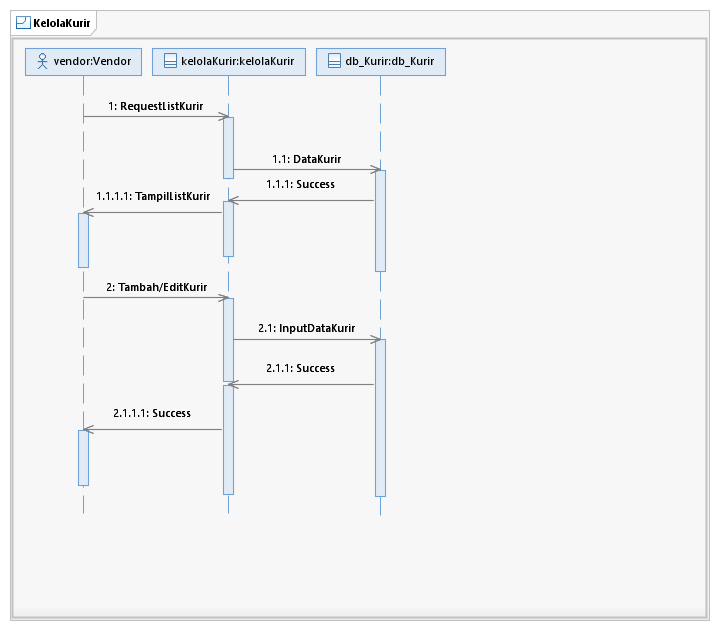 KelolaKurir
vendor:Vendor
kelolaKurir:kelolaKurir
db_Kurir:db_Kurir
1: RequestListKurir
1.1: DataKurir
1.1.1: Success
1.1.1.1: TampilListKurir
2: Tambah/EditKurir
2.1: InputDataKurir
2.1.1: Success
2.1.1.1: Success